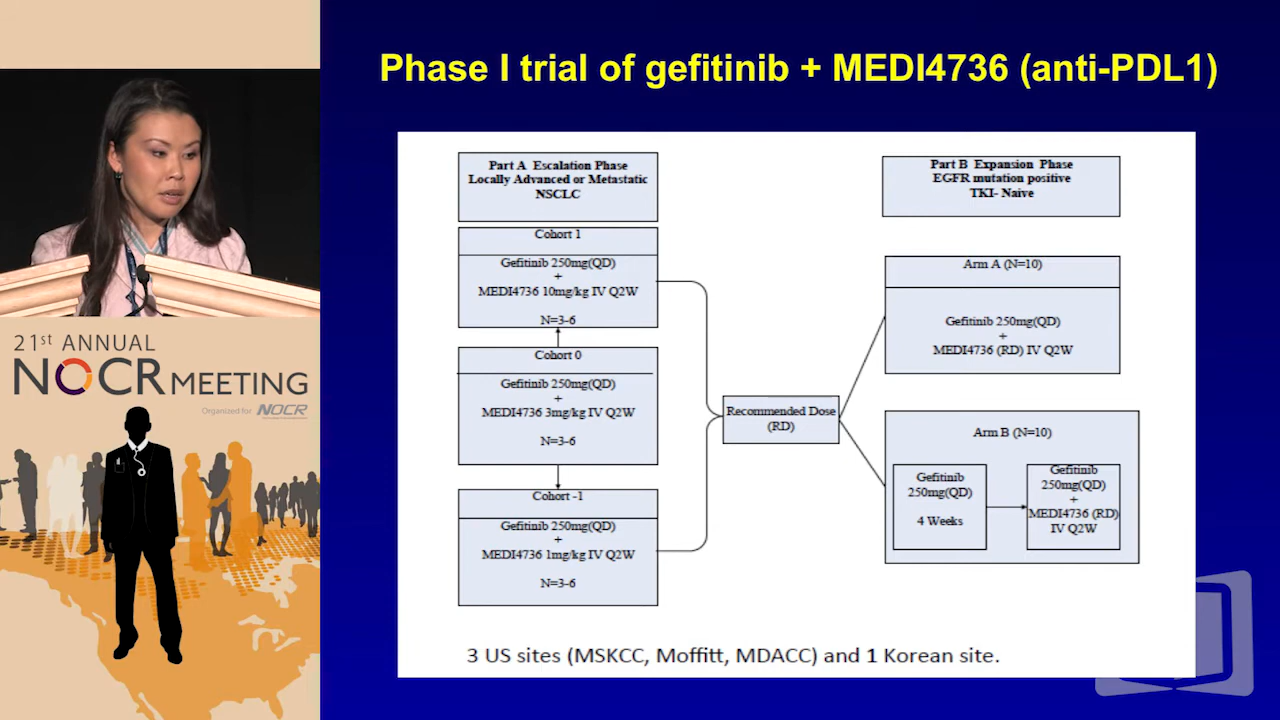 Phase I trial of gefitinib + MEDI4736 (anti-PDL1)
Part A Escalation Phase
Locally Advanced or Metastatic
NSCLC
Cohort 1
Gefitinib 250mg(QD)
+
MEDI4736 10mg/kg IV Q2W
N=3-6
Cohort 0
Gefitinib 250mg(QD)
+
MEDI4736 3mg/kg IV Q2W
N=3-6
Cohort -1
Gefitinib 250mg(QD)
+
MEDI4736 1mg/kg IV Q2W
N=3-6
Recommended Dose
(RD)
Part B Expansion Phase
EGFR mutation positive
TKI- Naive
Arm A (N=10)
Gefitinib 250mg(QD)
+
MEDI4736 (RD) IV Q2W
Arm B (N=10)
Gefitinib
250mg(QD)
4 Weeks
Gefitinib
250mg(QD)
+
MEDI4736 (RD)
IV Q2W
3 US sites (MSKCC, Moffitt, MDACC) and 1 Korean site.
21st ANNUAL
NOCR MEETING
Organized for NOCR